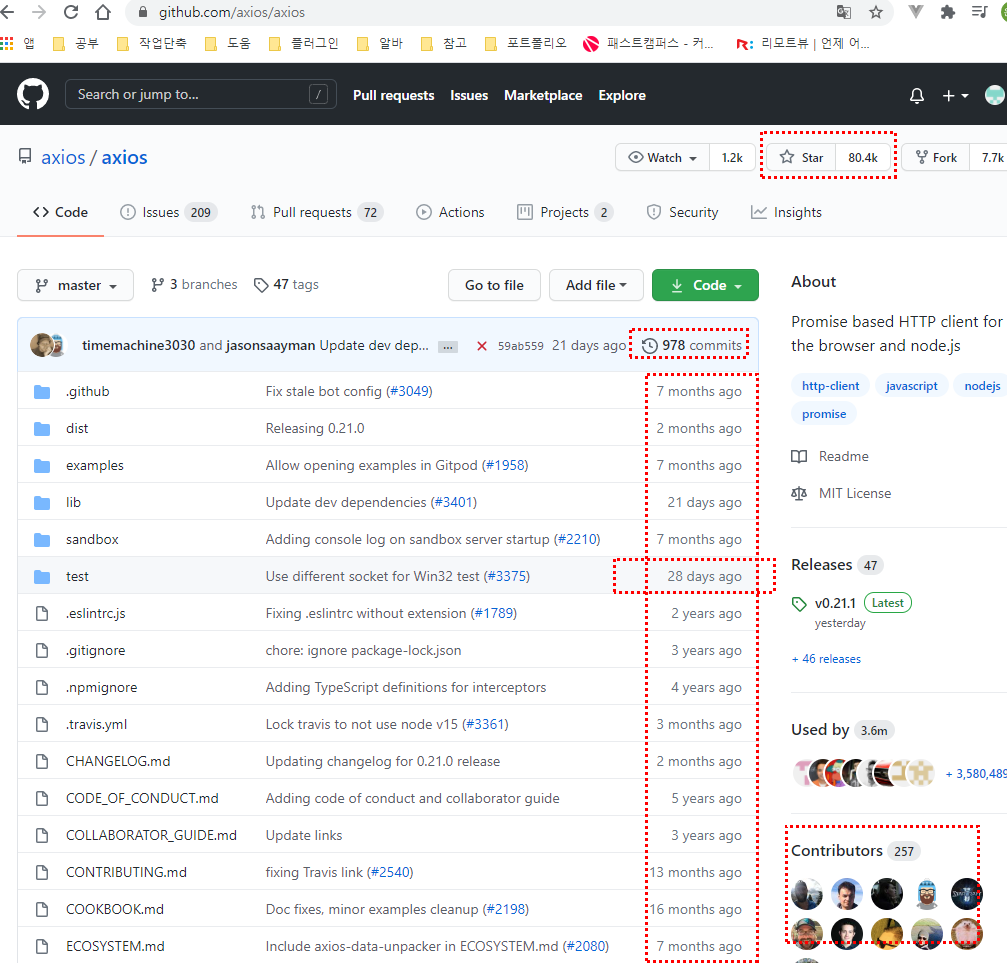 github.com/axios/axios
앱 공부 작업단축 도움 플러그인 알바 참고 포트폴리오 패스트캠퍼스 - 커... R: 리모트뷰 | 언제 어...
Search or jump to... / Pull requests Issues Marketplace Explore
axios / axios Watch 1.2k Star 80.4k Fork 7.7k
Code Issues 209 Pull requests 72 Actions Projects 2 Security Insights
master 3 branches 47 tags Go to file Add file Code
timemachine3030 and jasonsaayman Update dev dep... ... 59ab559 21 days ago 978 commits
.github Fix stale bot config (#3049) 7 months ago
dist Releasing 0.21.0 2 months ago
examples Allow opening examples in Gitpod (#1958) 7 months ago
lib Update dev dependencies (#3401) 21 days ago
sandbox Adding console log on sandbox server startup (#2210) 7 months ago
test Use different socket for Win32 test (#3375) 28 days ago
.eslintrc.js Fixing .eslintrc without extension (#1789) 2 years ago
.gitignore chore: ignore package-lock.json 3 years ago
.npmignore Adding TypeScript definitions for interceptors 4 years ago
.travis.yml Lock travis to not use node v15 (#3361) 3 months ago
CHANGELOG.md Updating changelog for 0.21.0 release 2 months ago
CODE_OF_CONDUCT.md Adding code of conduct and collaborator guide 5 years ago
COLLABORATOR_GUIDE.md Update links 3 years ago
CONTRIBUTING.md fixing Travis link (#2540) 13 months ago
COOKBOOK.md Doc fixes, minor examples cleanup (#2198) 16 months ago
ECOSYSTEM.md Include axios-data-unpacker in ECOSYSTEM.md (#2080) 7 months ago
About
Promise based HTTP client for
the browser and node.js
http-client javascript nodejs
promise
Readme
MIT License
Releases 47
v0.21.1 Latest
yesterday
+ 46 releases
Used by 3.6m
+ 3,580,489
Contributors 257